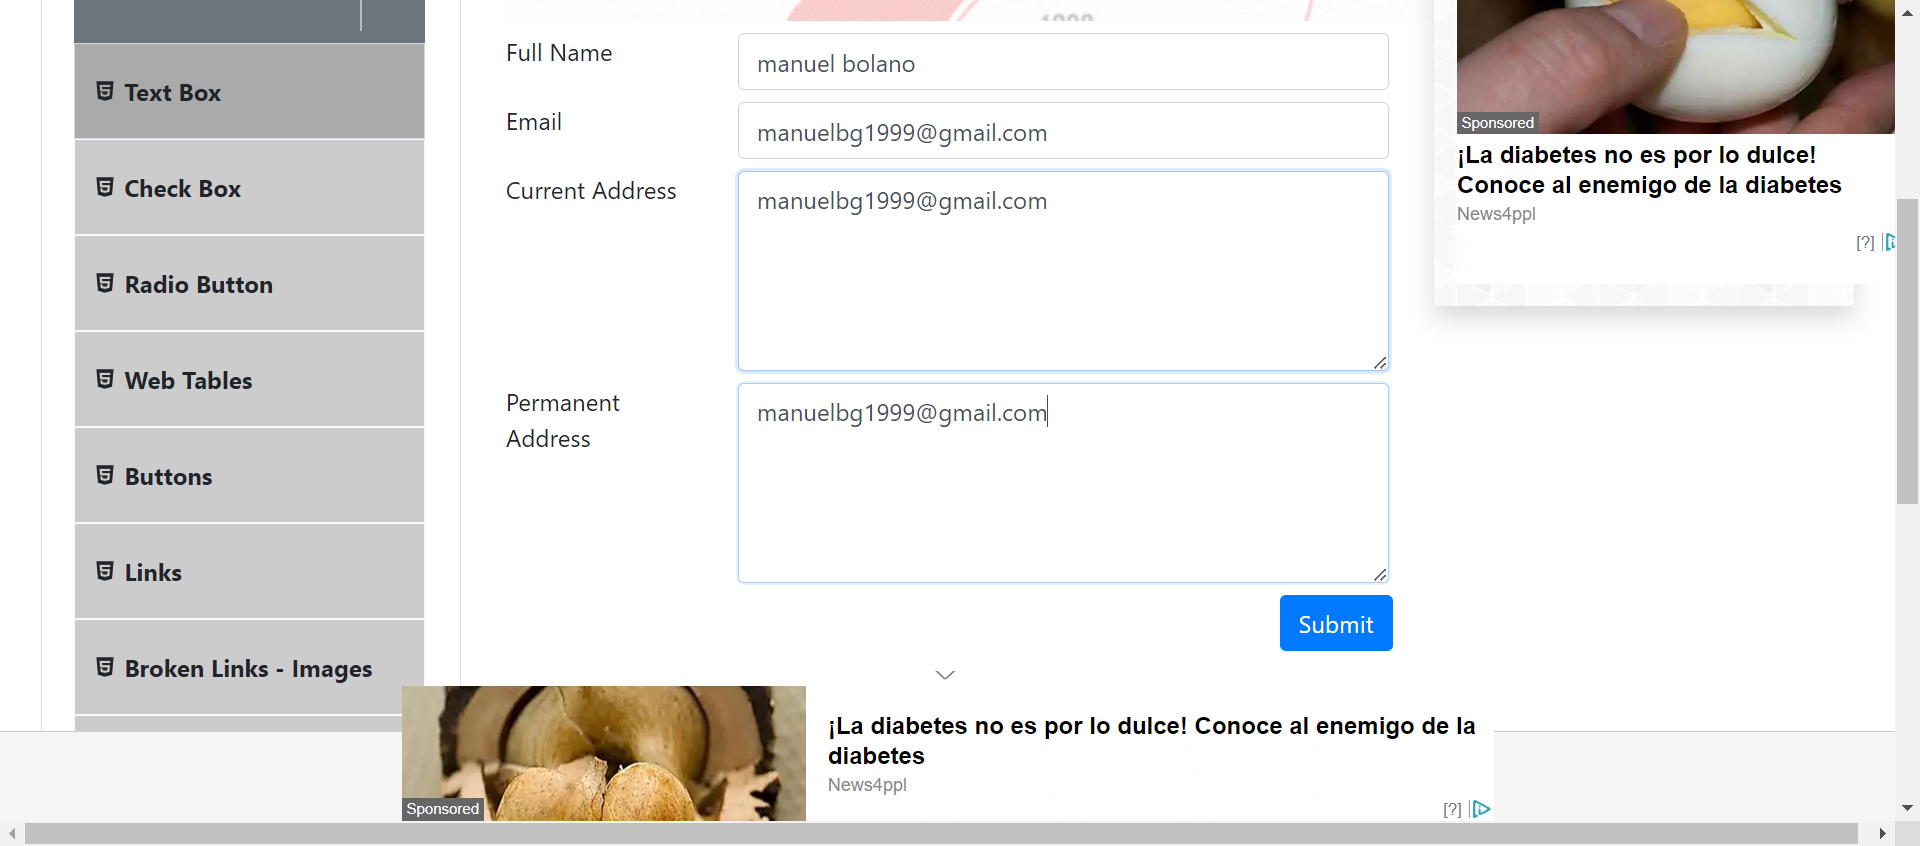 Text Box
Check Box
Radio Button
Web Tables
Buttons
Links
Broken Links - Images
Full Name
manuel bolano
Email
manuelbg1999@gmail.com
Current Address
manuelbg1999@gmail.com
Permanent
Address
manuelbg1999@gmail.com
Submit
Sponsored
¡La diabetes no es por lo dulce!
Conoce al enemigo de la diabetes
News4ppl
[?]
Sponsored
¡La diabetes no es por lo dulce! Conoce al enemigo de la
diabetes
News4ppl
[?]